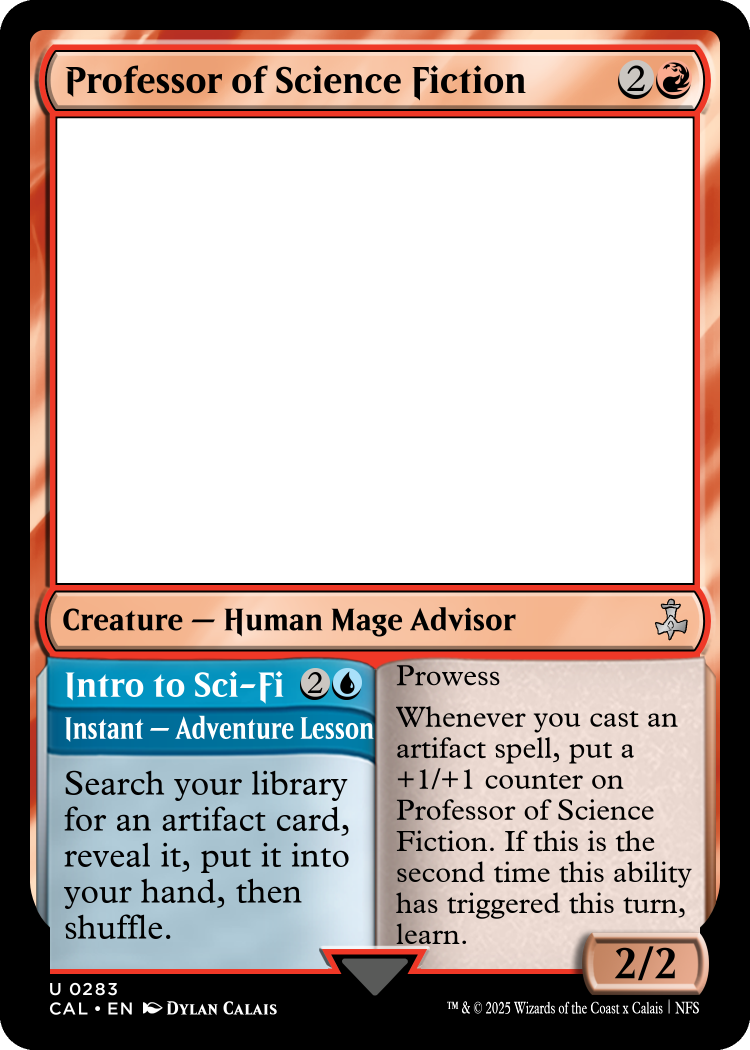 Professor of Science Fiction 2
Creature — Human Mage Advisor
Intro to Sci-Fi 2
Instant — Adventure Lesson
Search your library
for an artifact card,
reveal it, put it into
your hand, then
shuffle.
Prowess
Whenever you cast an
artifact spell, put a
+1/+1 counter on
Professor of Science
Fiction. If this is the
second time this ability
has triggered this turn,
learn.
2/2
U 0283
CAL • EN DYLAN CALAIS
™ & © 2025 Wizards of the Coast x Calais | NFS